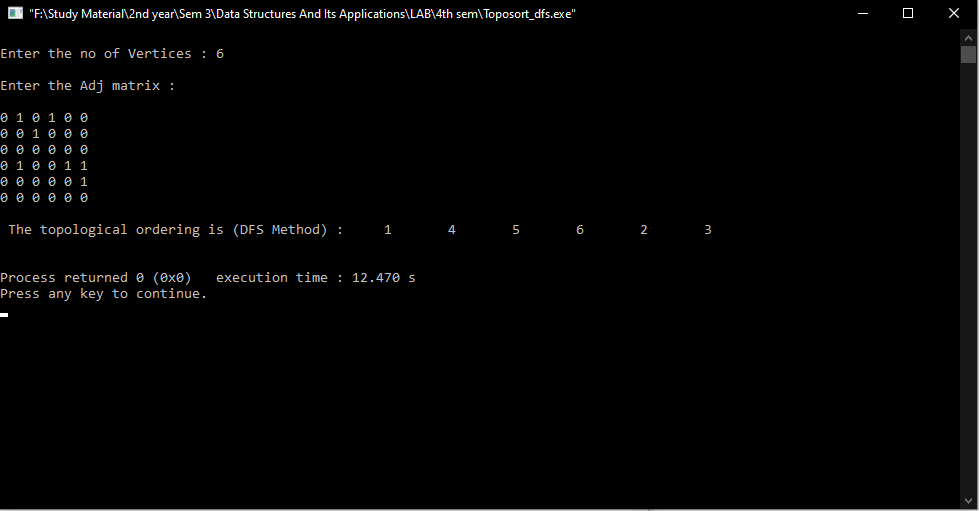 "F:\Study Material\2nd year\Sem 3\Data Structures And Its Applications\LAB\4th sem\Toposort_dfs.exe"
Enter the no of Vertices : 6
Enter the Adj matrix :
0 1 0 1 0 0
0 0 1 0 0 0
0 0 0 0 0 0
0 1 0 0 1 1
0 0 0 0 0 1
0 0 0 0 0 0
The topological ordering is (DFS Method) :     1       4       5       6       2       3
Process returned 0 (0x0)   execution time : 12.470 s
Press any key to continue.